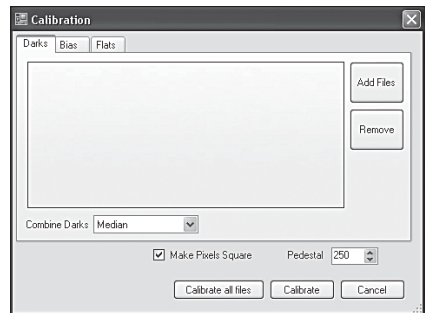 Calibration
Darks Bias Flats
Add Files
Remove
Combine Darks Median
Make Pixels Square Pedestal 250
Calibrate all files Calibrate Cancel